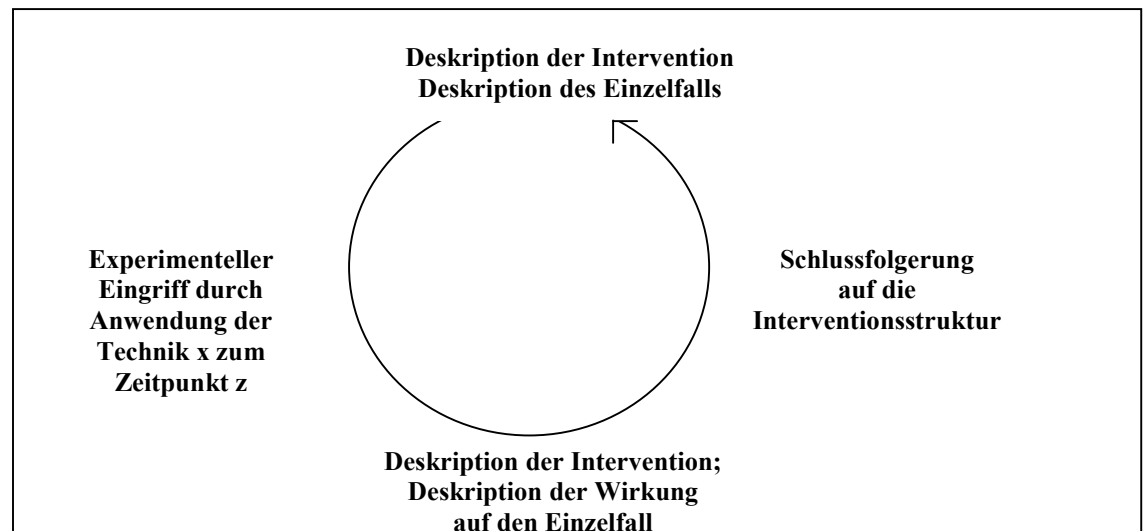 Deskription der Intervention
Deskription des Einzelfalls
Experimenteller
Eingriff durch
Anwendung der
Technik x zum
Zeitpunkt z
Schlussfolgerung
auf die
Interventionsstruktur
Deskription der Intervention;
Deskription der Wirkung
auf den Einzelfall